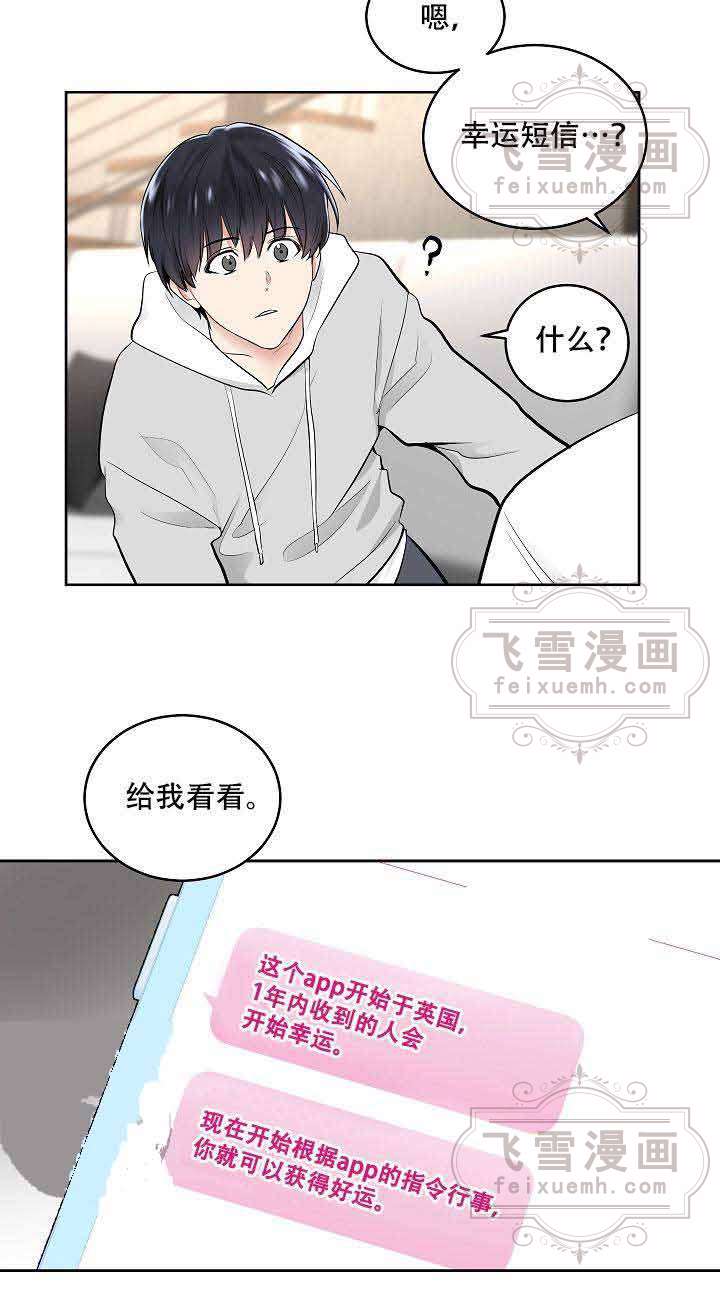 嗯，
幸运短信…?
飞雪漫画
feixuemh.com
什么?
飞雪漫画
feixuemh.com
给我看看。
这个app开始于英国，
1年内收到的人会
开始幸运。
现在开始根据app的指令行事，
你就可以获得好运。
飞雪漫画
feixuemh.com